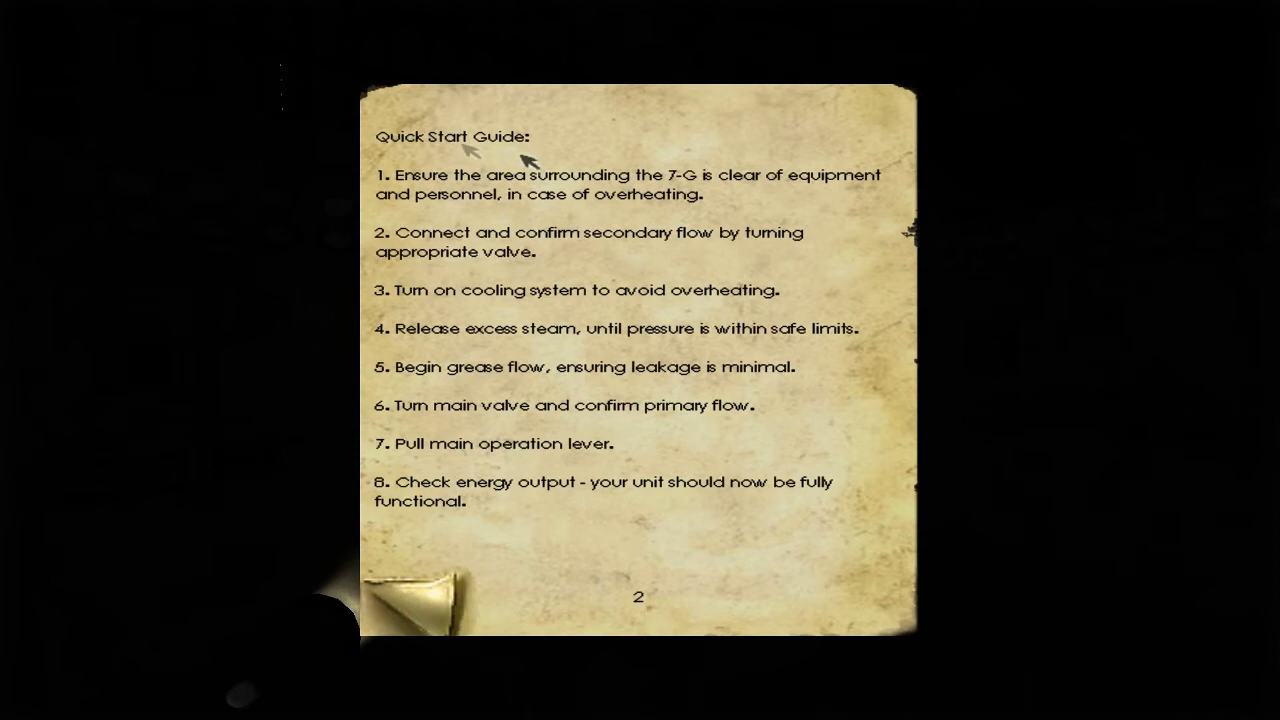 Quick Start Guide:
1. Ensure the area surrounding the 7-G is clear of equipment
and personnel, in case of overheating.
2. Connect and confirm secondary flow by turning
appropriate valve.
3. Turn on cooling system to avoid overheating.
4. Release excess steam, until pressure is within safe limits.
5. Begin grease flow, ensuring leakage is minimal.
6. Turn main valve and confirm primary flow.
7. Pull main operation lever.
8. Check energy output - your unit should now be fully
functional.
2